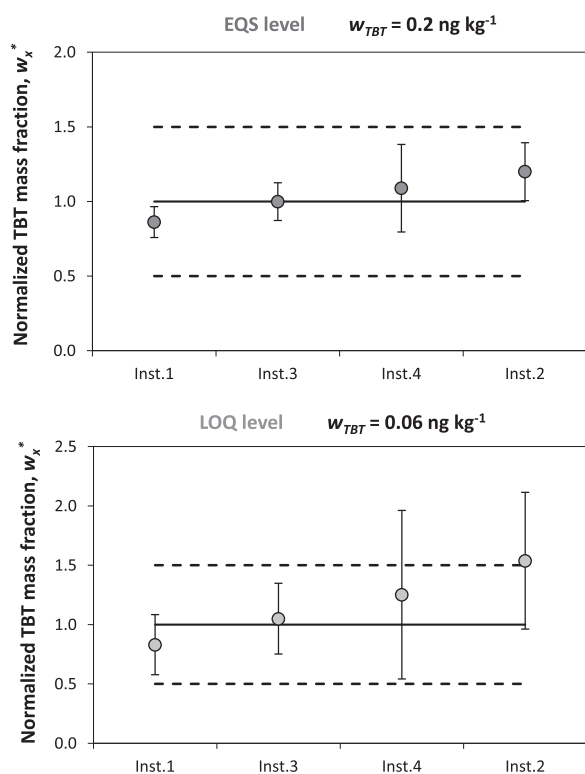 EQS level w_TBT = 0.2 ng kg⁻¹
Normalized TBT mass fraction, wₓ*
2.0
1.5
1.0
0.5
0.0
Inst.1 Inst.3 Inst.4 Inst.2
LOQ level w_TBT = 0.06 ng kg⁻¹
Normalized TBT mass fraction, wₓ*
2.5
2.0
1.5
1.0
0.5
0.0
Inst.1 Inst.3 Inst.4 Inst.2